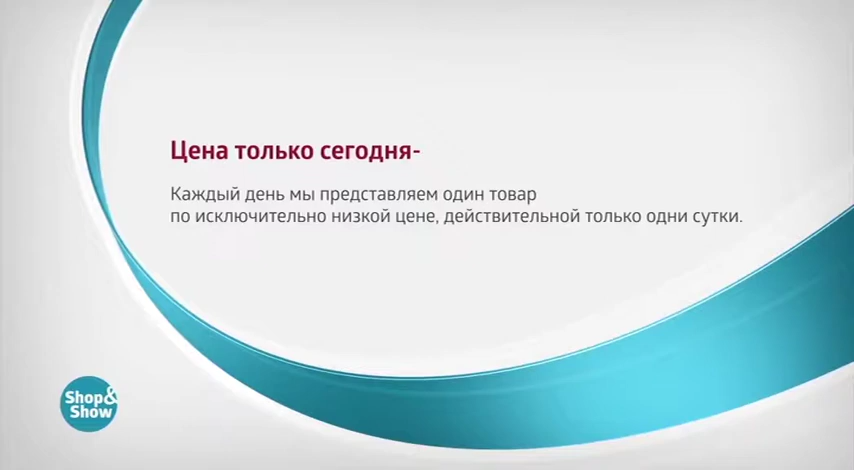 Цена только сегодня-
Каждый день мы представляем один товар
по исключительно низкой цене, действительной только одни сутки.
Shop&
Show